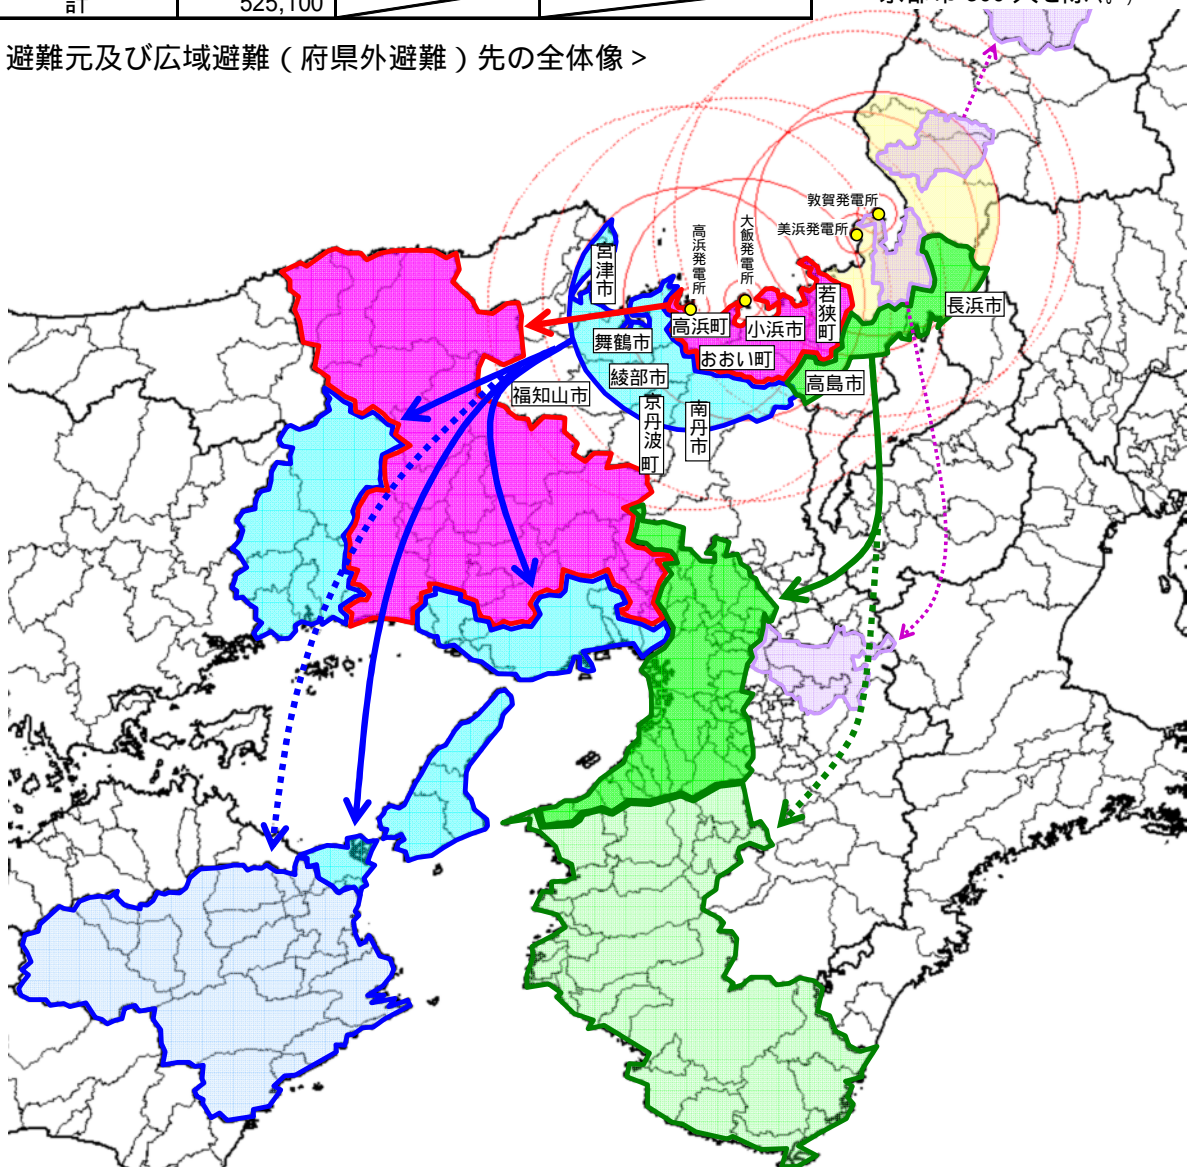 計 525,100
避難元及び広域避難（府県外避難）先の全体像>
敦賀発電所
美浜発電所
大飯発電所
高浜発電所
宮津市
若狭町
長浜市
高浜町
小浜市
舞鶴市
おおい町
綾部市
高島市
福知山市
京丹波町
南丹市